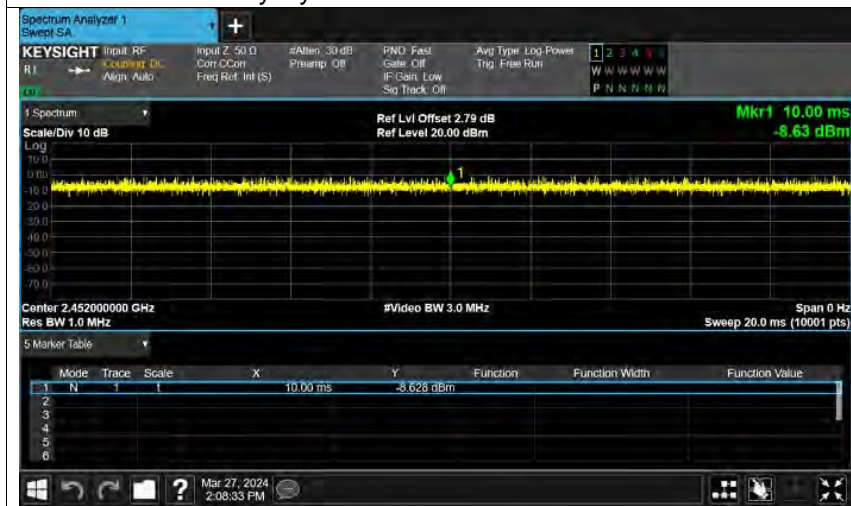 Spectrum Analyzer 1
Swept SA
+
KEYSIGHT Input: RF Input Z: 50 Ω #Atten: 30 dB PNO: Fast Avg Type: Log-Power 1 2 3 4 5 6
R L Coupling: DC Corr CCorr Preamp: Off Gate: Off Trig: Free Run W W W W W W
Align: Auto Freq Ref: Int (S) IF Gain: Low P N N N N N
Sig Track: Off
1 Spectrum Ref Lvl Offset 2.79 dB Mkr1 10.00 ms
Scale/Div 10 dB Ref Level 20.00 dBm -8.63 dBm
Log
10.0
0.00
1
-10.0
-20.0
-30.0
-40.0
-50.0
-60.0
-70.0
Center 2.452000000 GHz #Video BW 3.0 MHz Span 0 Hz
Res BW 1.0 MHz Sweep 20.0 ms (10001 pts)
5 Marker Table
Mode Trace Scale X Y Function Function Width Function Value
1 N 1 t 10.00 ms -8.628 dBm
2
3
4
5
6
? Mar 27, 2024
2:08:33 PM